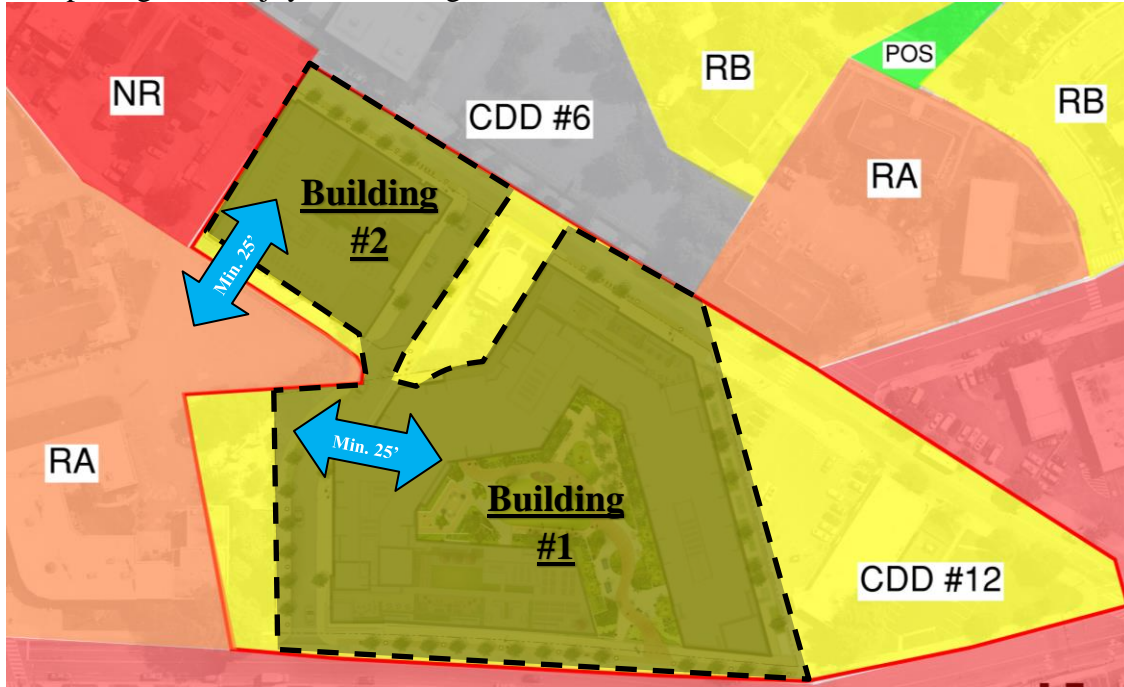 NR
CDD #6
RB
POS
RB
RA
Building
#2
Min. 25'
RA
Min. 25'
Building
#1
CDD #12